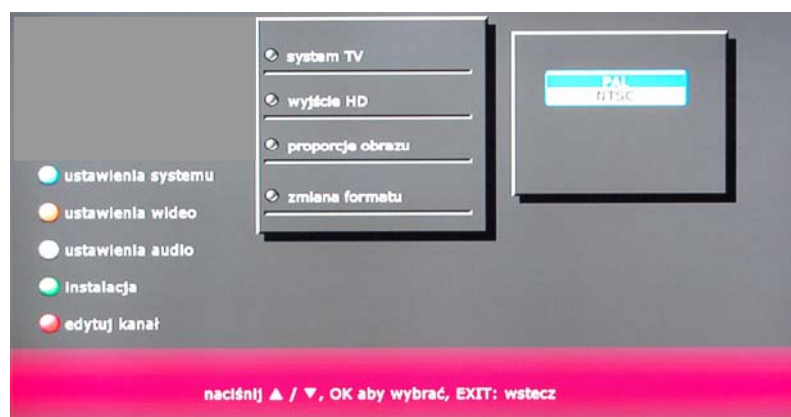 system TV
wyjście HD
proporcje obrazu
zmiana formatu
PAL
NTSC
ustawienia systemu
ustawienia wideo
ustawienia audio
instalacja
edytuj kanał
naciśnij ▲ / ▼, OK aby wybrać, EXIT: wstecz